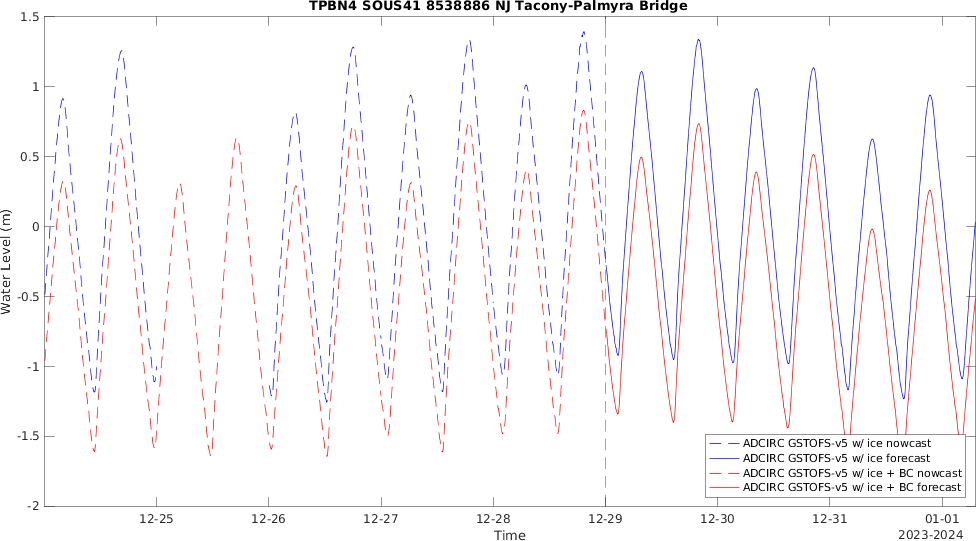 TPBN4 SOUS41 8538886 NJ Tacony-Palmyra Bridge
1.5
1
0.5
0
-0.5
-1
-1.5
-2
Water Level (m)
12-25
12-26
12-27
12-28
12-29
12-30
12-31
01-01
Time
2023-2024
ADCIRC GSTOFS-v5 w/ ice nowcast
ADCIRC GSTOFS-v5 w/ ice forecast
ADCIRC GSTOFS-v5 w/ ice + BC nowcast
ADCIRC GSTOFS-v5 w/ ice + BC forecast